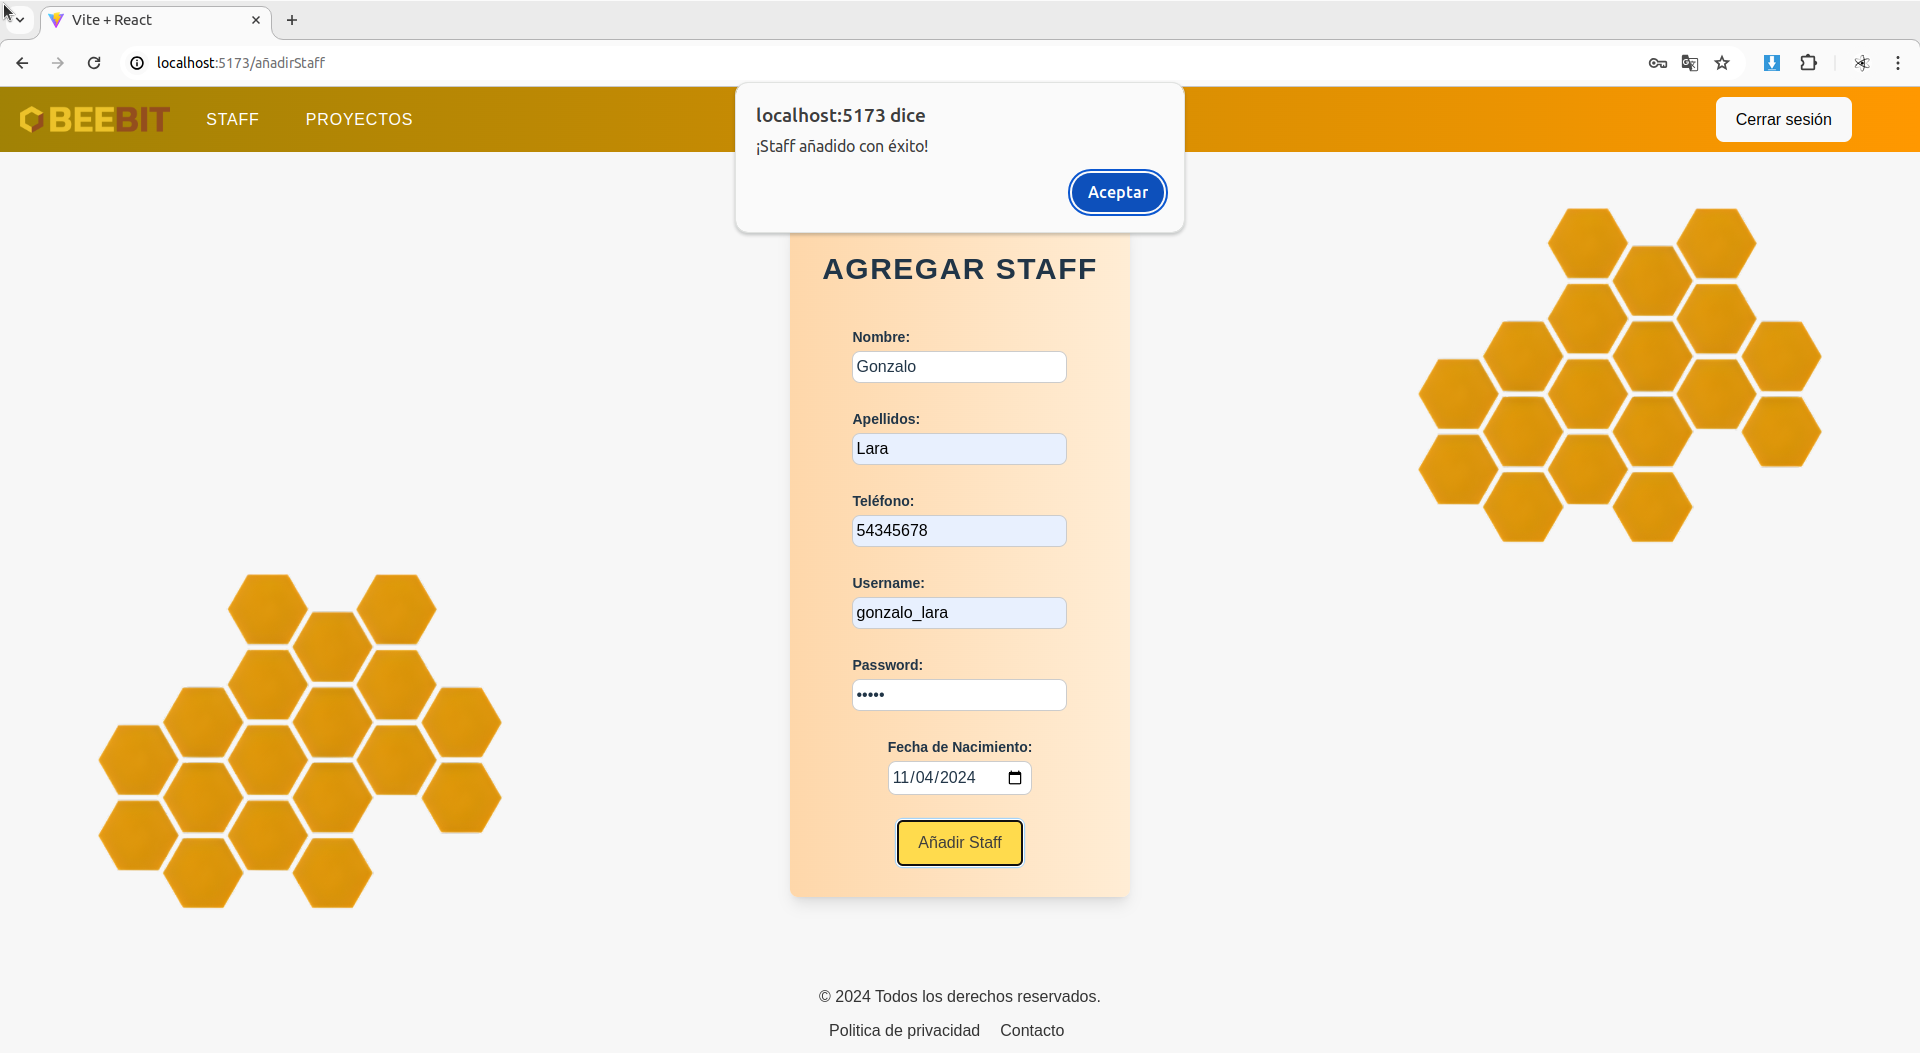 Vite + React
localhost:5173/añadirStaff
BEEBIT STAFF PROYECTOS Cerrar sesión
localhost:5173 dice
¡Staff añadido con éxito!
Aceptar
AGREGAR STAFF
Nombre:
Gonzalo
Apellidos:
Lara
Teléfono:
54345678
Username:
gonzalo_lara
Password:
•••••
Fecha de Nacimiento:
11/04/2024
Añadir Staff
© 2024 Todos los derechos reservados.
Politica de privacidad Contacto